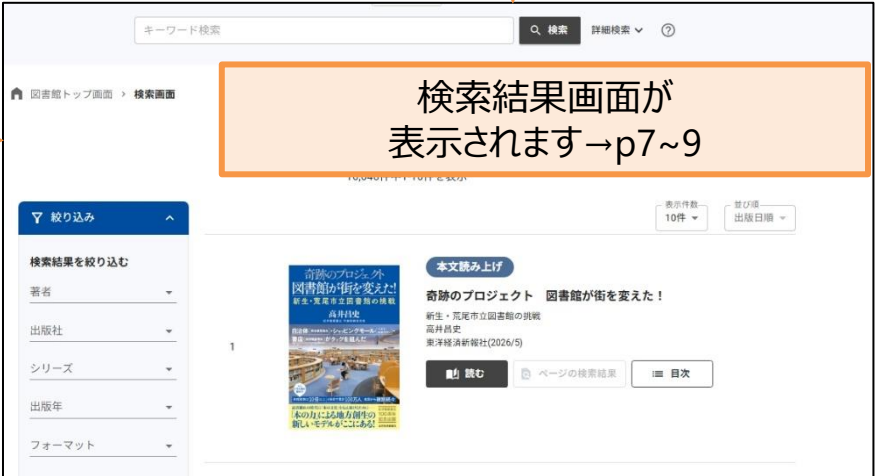 キーワード検索
検索
詳細検索
図書館トップ画面 > 検索画面
検索結果画面が
表示されます→p7~9
表示件数
10件
並び順
出版日順
絞り込み
検索結果を絞り込む
著者
出版社
シリーズ
出版年
フォーマット
1
奇跡のプロジェクト
図書館が街を変えた!
新生・荒尾市立図書館の挑戦
高井昌史
「本の力」による地方創生の
新しいモデルがここにある!
本文読み上げ
奇跡のプロジェクト 図書館が街を変えた!
新生・荒尾市立図書館の挑戦
高井昌史
東洋経済新報社(2026/5)
読む
ページの検索結果
目次